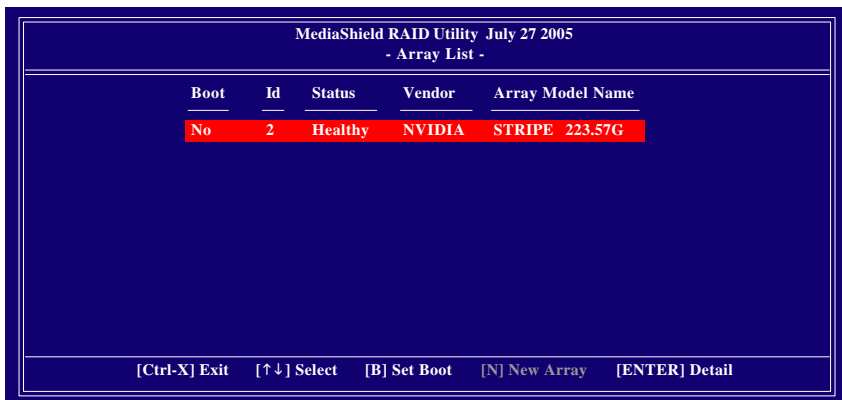 MediaShield RAID Utility July 27 2005
- Array List -
Boot Id Status Vendor Array Model Name
No 2 Healthy NVIDIA STRIPE 223.57G
[Ctrl-X] Exit [↑↓] Select [B] Set Boot [N] New Array [ENTER] Detail